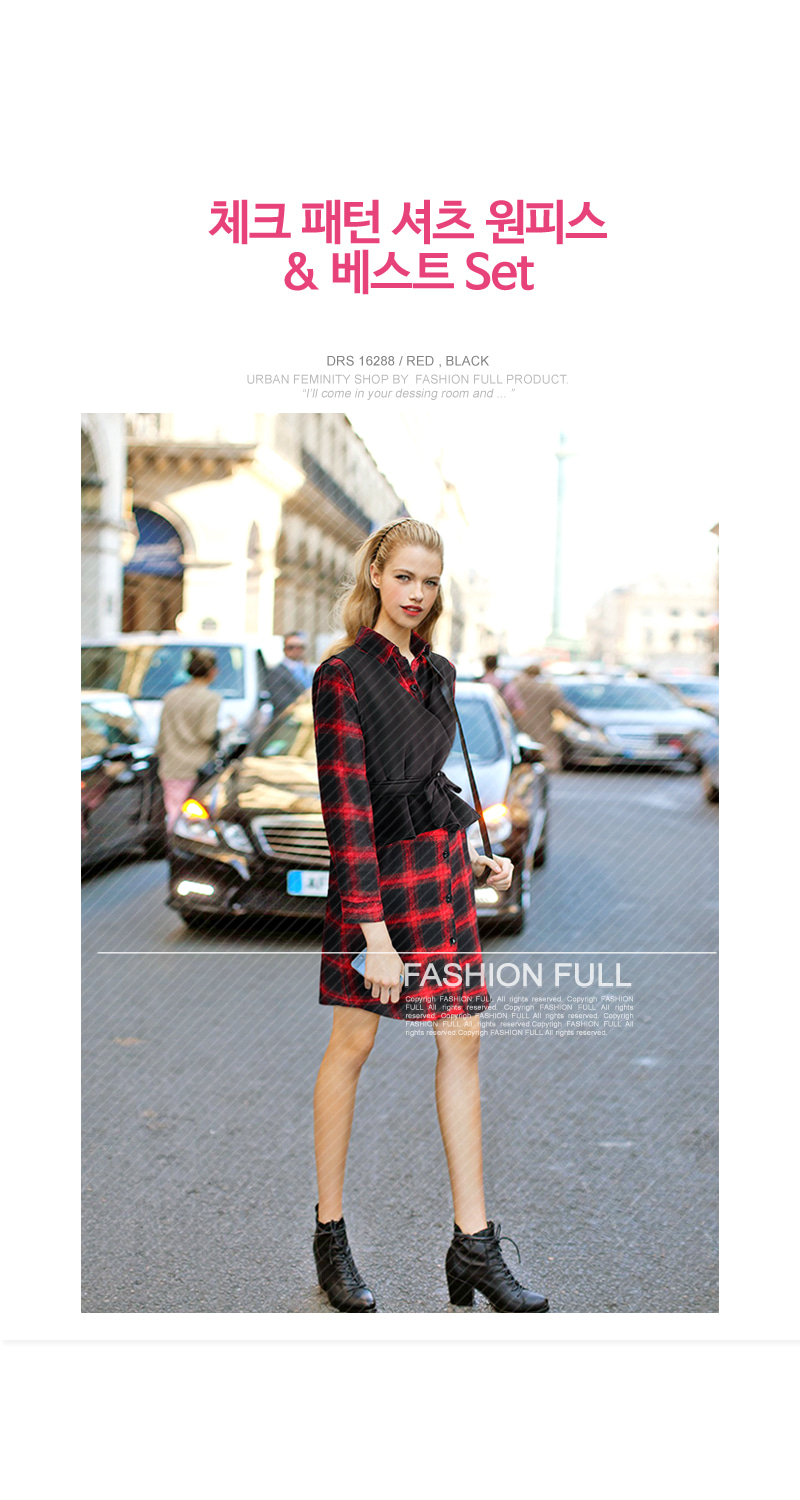 체크 패턴 셔츠 원피스
& 베스트 Set
DRS 16288 / RED , BLACK
URBAN FEMINITY SHOP BY FASHION FULL PRODUCT.
“I’ll come in your dessing room and ... ”
FASHION FULL
Copyrigh FASHION FULL All rights reserved. Copyrigh FASHION
FULL All rights reserved. Copyrigh FASHION FULL All rights
reserved. Copyrigh FASHION FULL All rights reserved. Copyrigh
FASHION FULL All rights reserved.Copyrigh FASHION FULL All
rights reserved.Copyrigh FASHION FULL All rights reserved.